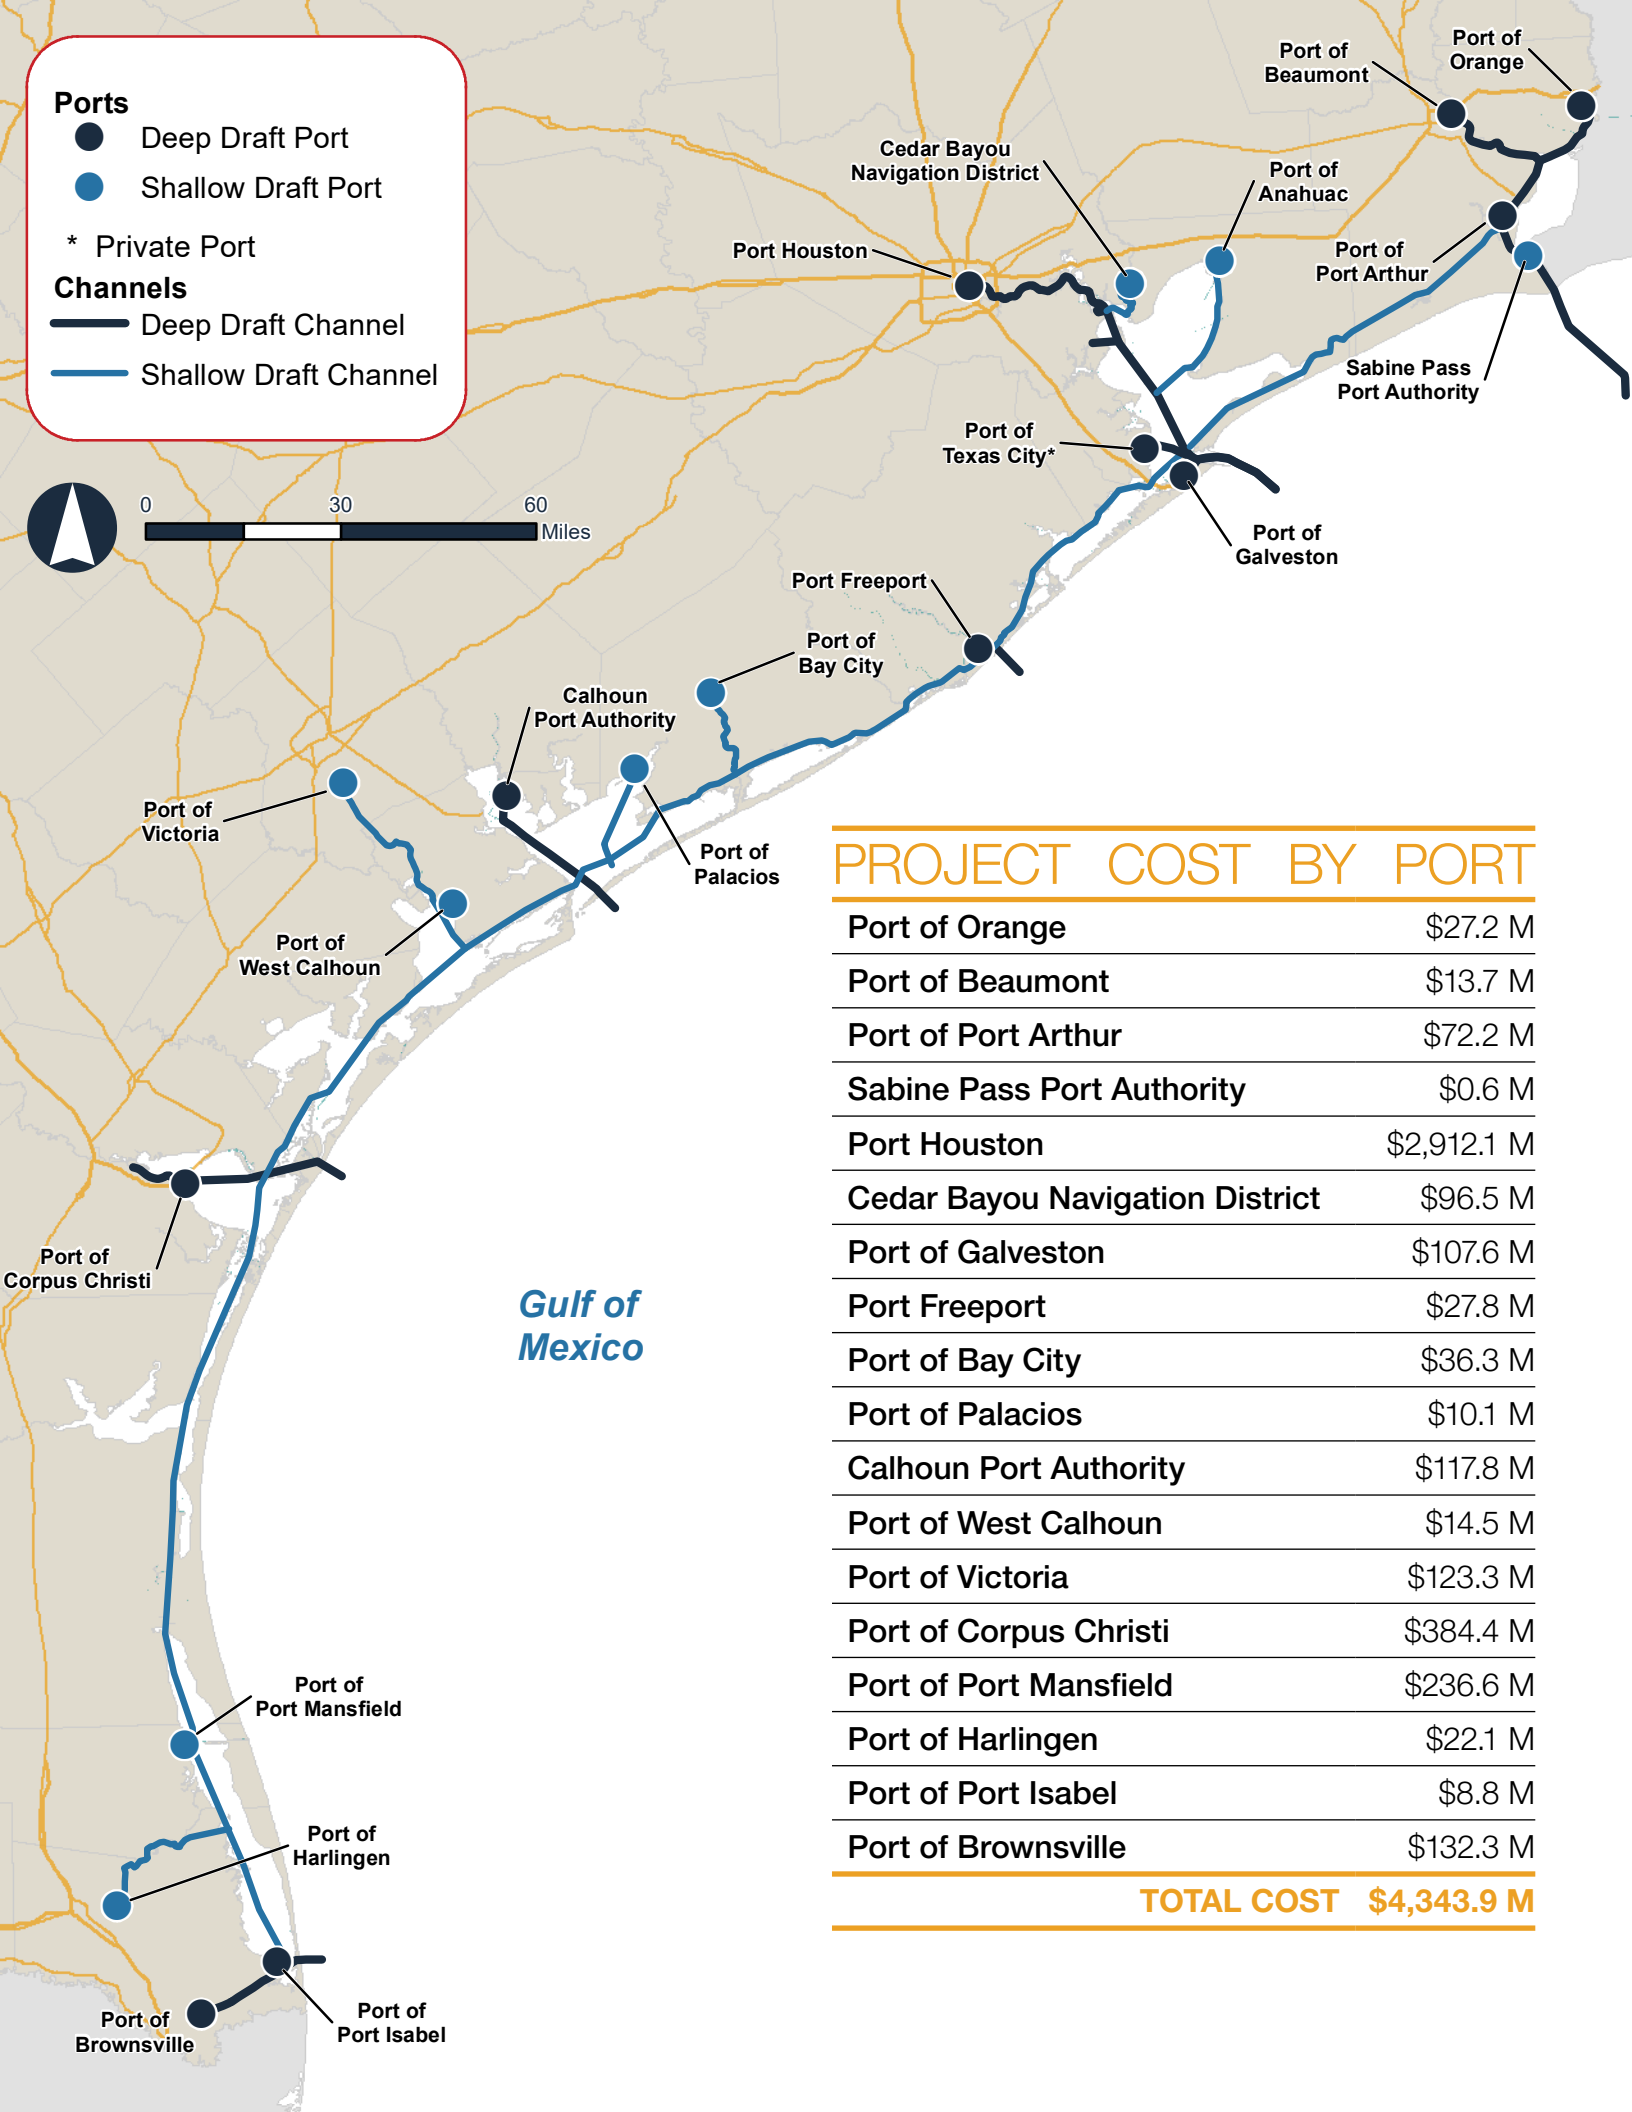 Ports
Deep Draft Port
Shallow Draft Port
* Private Port
Channels
Deep Draft Channel
Shallow Draft Channel
0 30 60
Miles
Port of
Beaumont
Port of
Orange
Cedar Bayou
Navigation District
Port of
Anahuac
Port Houston
Port of
Port Arthur
Sabine Pass
Port Authority
Port of
Texas City*
Port of
Galveston
Port Freeport
Port of
Bay City
Calhoun
Port Authority
Port of
Victoria
Port of
Palacios
Port of
West Calhoun
Port of
Corpus Christi
Gulf of
Mexico
Port of
Port Mansfield
Port of
Harlingen
Port of
Brownsville
Port of
Port Isabel
PROJECT COST BY PORT
Port of Orange $27.2 M
Port of Beaumont $13.7 M
Port of Port Arthur $72.2 M
Sabine Pass Port Authority $0.6 M
Port Houston $2,912.1 M
Cedar Bayou Navigation District $96.5 M
Port of Galveston $107.6 M
Port Freeport $27.8 M
Port of Bay City $36.3 M
Port of Palacios $10.1 M
Calhoun Port Authority $117.8 M
Port of West Calhoun $14.5 M
Port of Victoria $123.3 M
Port of Corpus Christi $384.4 M
Port of Port Mansfield $236.6 M
Port of Harlingen $22.1 M
Port of Port Isabel $8.8 M
Port of Brownsville $132.3 M
TOTAL COST $4,343.9 M